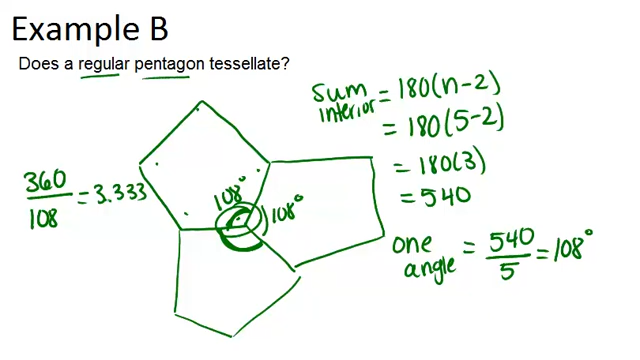 Example B
Does a regular pentagon tessellate?
sum interior = 180(n-2)
= 180(5-2)
= 180(3)
= 540
360/108 = 3.333
108°
108°
one angle = 540/5 = 108°